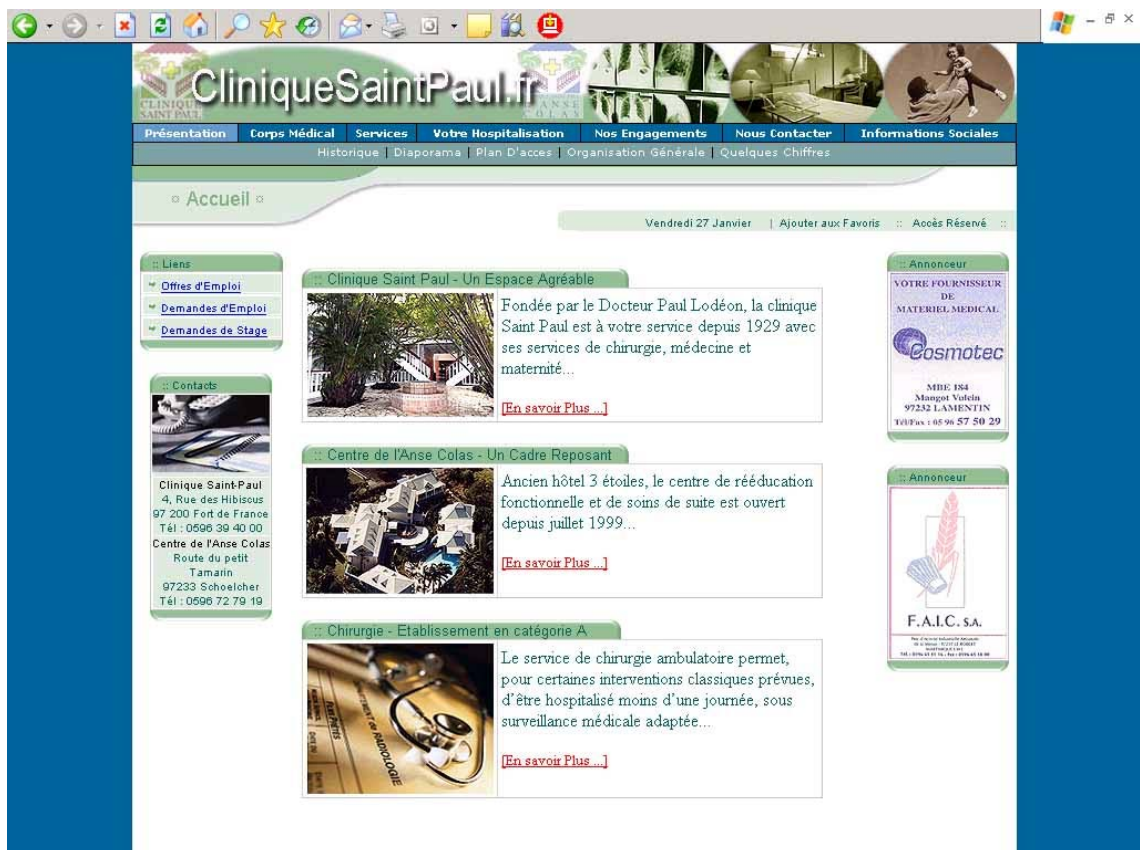 CliniqueSaintPaul.fr
CLINIQUE
SAINT PAUL
ANSE
COLAS
Présentation Corps Médical Services Votre Hospitalisation Nos Engagements Nous Contacter Informations Sociales
Historique | Diaporama | Plan D'acces | Organisation Générale | Quelques Chiffres
Accueil
Vendredi 27 Janvier | Ajouter aux Favoris :: Accès Réservé ::
:: Liens
Offres d'Emploi
Demandes d'Emploi
Demandes de Stage
:: Contacts
Clinique Saint-Paul
4, Rue des Hibiscus
97 200 Fort de France
Tél : 0596 39 40 00
Centre de l'Anse Colas
Route du petit
Tamarin
97233 Schoelcher
Tél : 0596 72 79 19
:: Clinique Saint Paul - Un Espace Agréable
Fondée par le Docteur Paul Lodéon, la clinique
Saint Paul est à votre service depuis 1929 avec
ses services de chirurgie, médecine et
maternité...
[En savoir Plus ...]
:: Centre de l'Anse Colas - Un Cadre Reposant
Ancien hôtel 3 étoiles, le centre de rééducation
fonctionnelle et de soins de suite est ouvert
depuis juillet 1999...
[En savoir Plus ...]
:: Chirurgie - Etablissement en catégorie A
RADIOLOGIE
Le service de chirurgie ambulatoire permet,
pour certaines interventions classiques prévues,
d’être hospitalisé moins d’une journée, sous
surveillance médicale adaptée...
[En savoir Plus ...]
:: Annonceur
VOTRE FOURNISSEUR
DE
MATERIEL MEDICAL
Cosmotec
MBE 184
Mangot Vulcin
97232 LAMENTIN
Tél/Fax : 05 96 57 50 29
:: Annonceur
F.A.I.C. S.A.